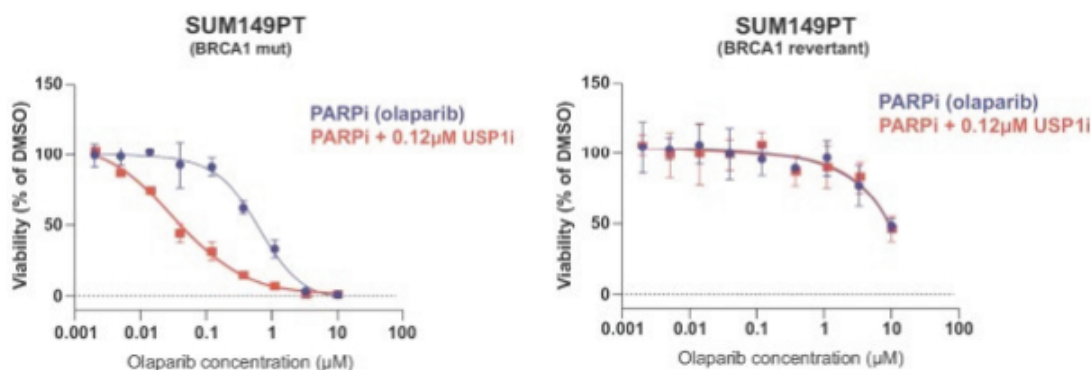 SUM149PT
(BRCA1 mut)
150
100
50
0
Viability (% of DMSO)
PARPi (olaparib)
PARPi + 0.12µM USP1i
0.001 0.01 0.1 1 10 100
Olaparib concentration (µM)
SUM149PT
(BRCA1 revertant)
150
100
50
0
Viability (% of DMSO)
PARPi (olaparib)
PARPi + 0.12µM USP1i
0.001 0.01 0.1 1 10 100
Olaparib concentration (µM)